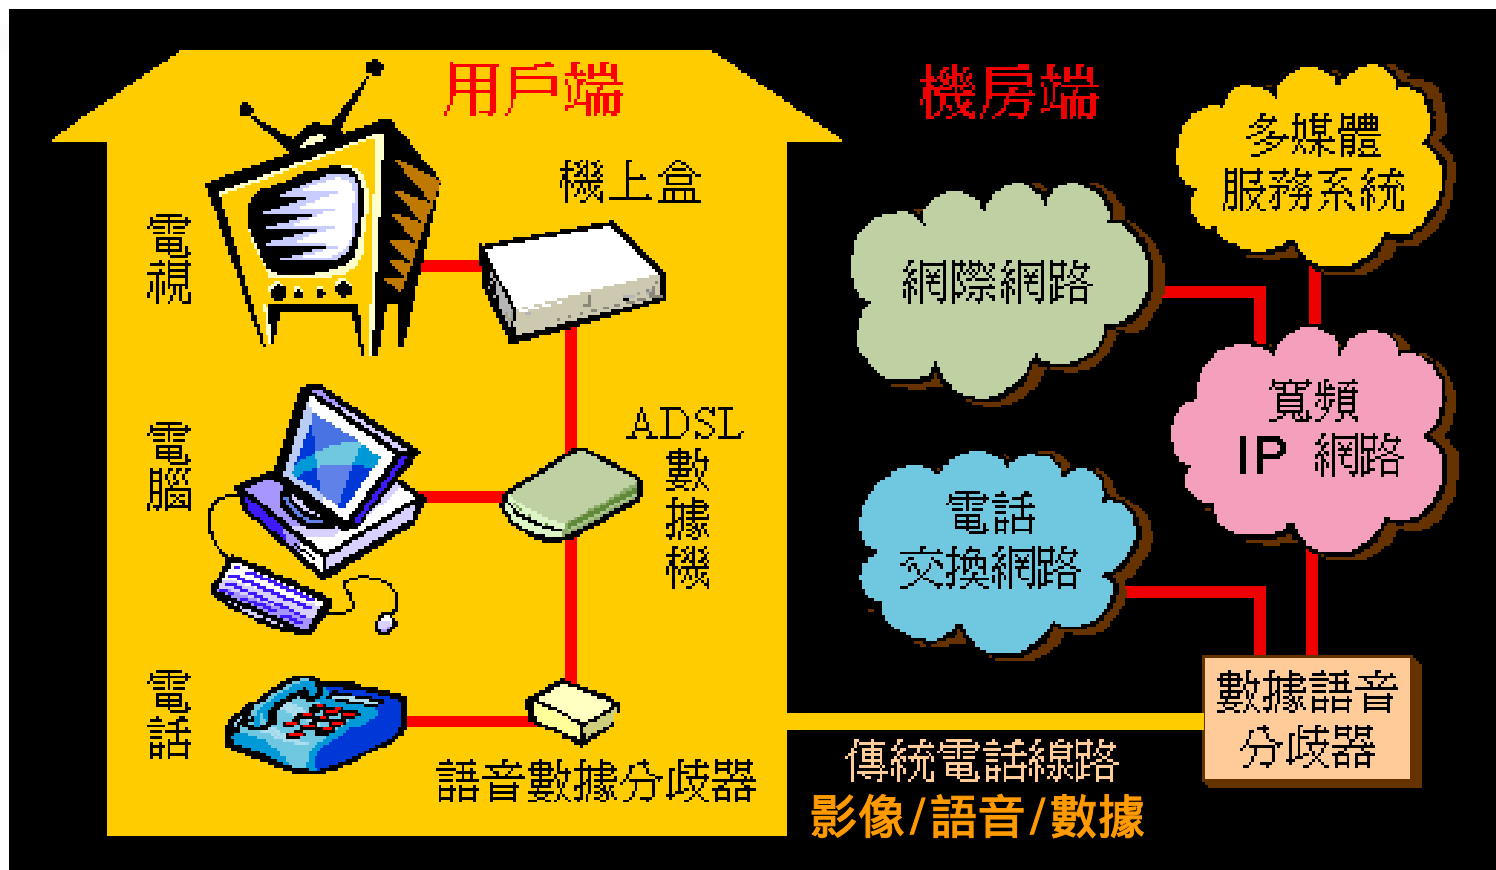 用戶端
機房端
多媒體
服務系統
機上盒
電視
網際網路
寬頻
IP 網路
ADSL
數據機
電腦
電話
交換網路
電話
數據語音
分歧器
語音數據分歧器
傳統電話線路
影像/語音/數據